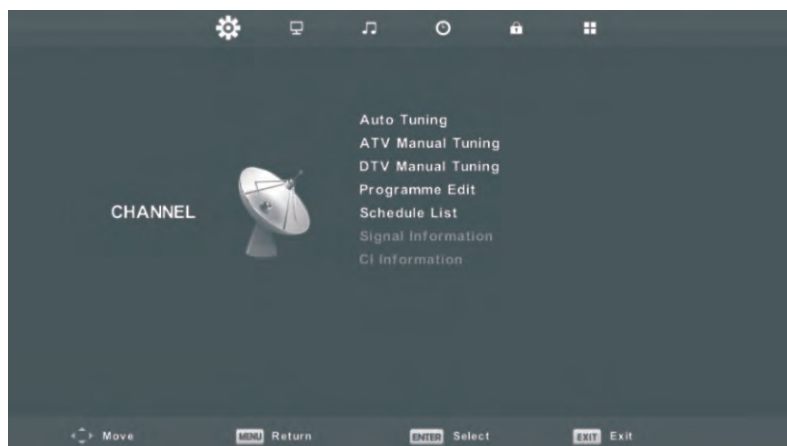 CHANNEL
Auto Tuning
ATV Manual Tuning
DTV Manual Tuning
Programme Edit
Schedule List
Signal Information
CI Information
Move MENU Return ENTER Select EXIT Exit